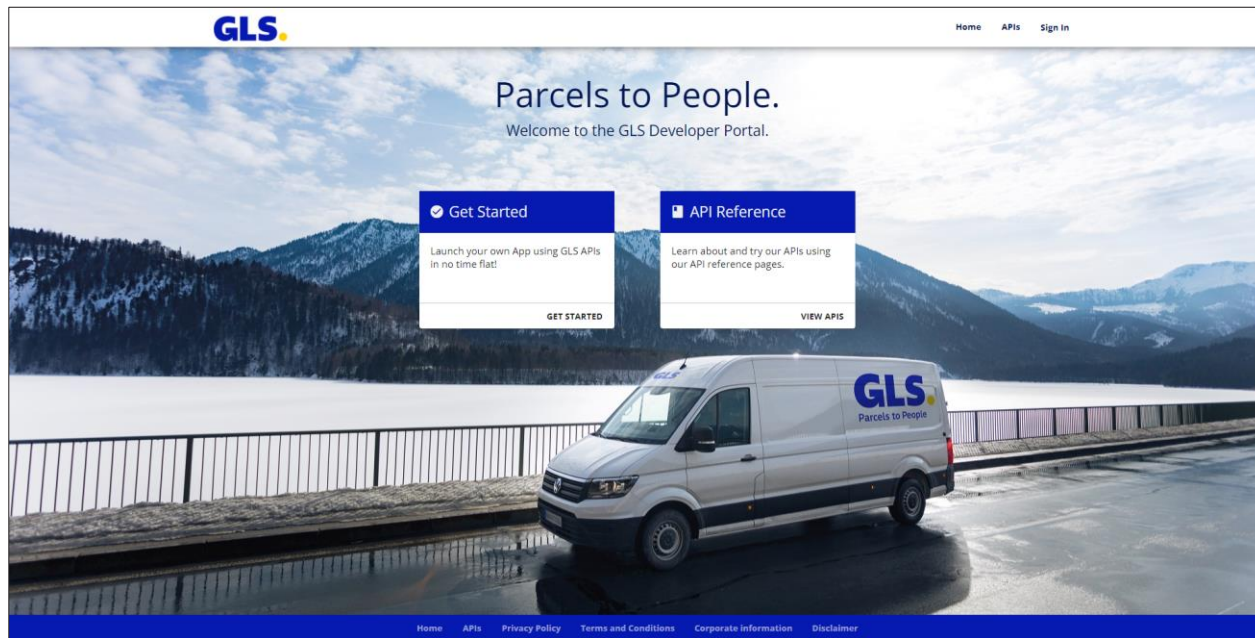 GLS.
Home APIs Sign In
Parcels to People.
Welcome to the GLS Developer Portal.
Get Started
Launch your own App using GLS APIs
in no time flat!
GET STARTED
API Reference
Learn about and try our APIs using
our API reference pages.
VIEW APIS
GLS
GLS.
Parcels to People
Home APIs Privacy Policy Terms and Conditions Corporate information Disclaimer